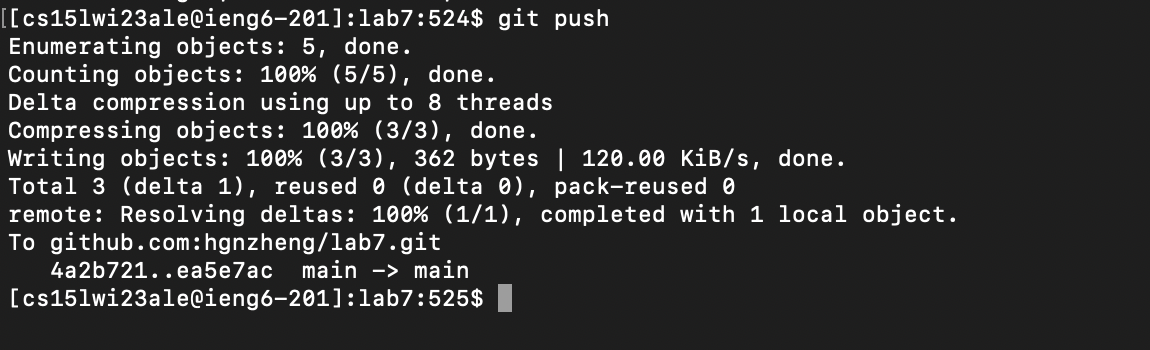 [[cs15lwi23ale@ieng6-201]:lab7:524$ git push
Enumerating objects: 5, done.
Counting objects: 100% (5/5), done.
Delta compression using up to 8 threads
Compressing objects: 100% (3/3), done.
Writing objects: 100% (3/3), 362 bytes | 120.00 KiB/s, done.
Total 3 (delta 1), reused 0 (delta 0), pack-reused 0
remote: Resolving deltas: 100% (1/1), completed with 1 local object.
To github.com:hgnzheng/lab7.git
   4a2b721..ea5e7ac  main -> main
[cs15lwi23ale@ieng6-201]:lab7:525$